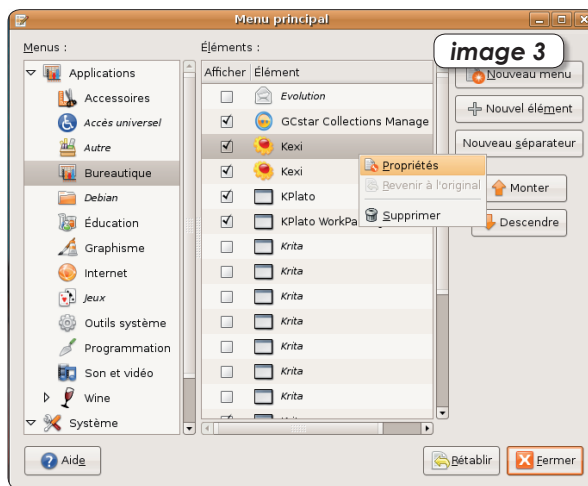 Menu principal
image 3
Menus :
Éléments :
Applications
Accessoires
Accès universel
Autre
Bureautique
Debian
Éducation
Graphisme
Internet
Jeux
Outils système
Programmation
Son et vidéo
Wine
Système
Afficher Élément
Evolution
GCstar Collections Manage
Kexi
Kexi
KPlato
KPlato WorkPa
Krita
Krita
Krita
Krita
Krita
Krita
Krita
Propriétés
Revenir à l'original
Supprimer
Nouveau menu
Nouvel élément
Nouveau séparateur
Monter
Descendre
Aide
Rétablir
Fermer